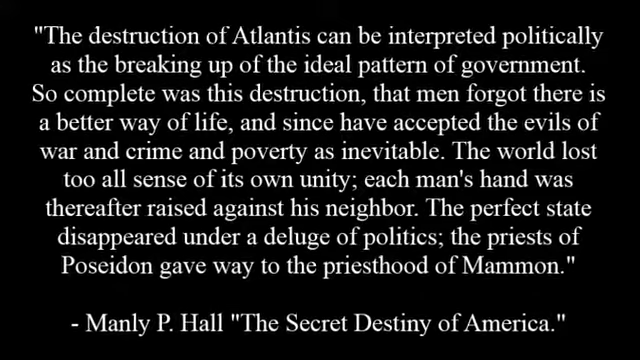 "The destruction of Atlantis can be interpreted politically
as the breaking up of the ideal pattern of government.
So complete was this destruction, that men forgot there is
a better way of life, and since have accepted the evils of
war and crime and poverty as inevitable. The world lost
too all sense of its own unity; each man's hand was
thereafter raised against his neighbor. The perfect state
disappeared under a deluge of politics; the priests of
Poseidon gave way to the priesthood of Mammon."
- Manly P. Hall "The Secret Destiny of America."